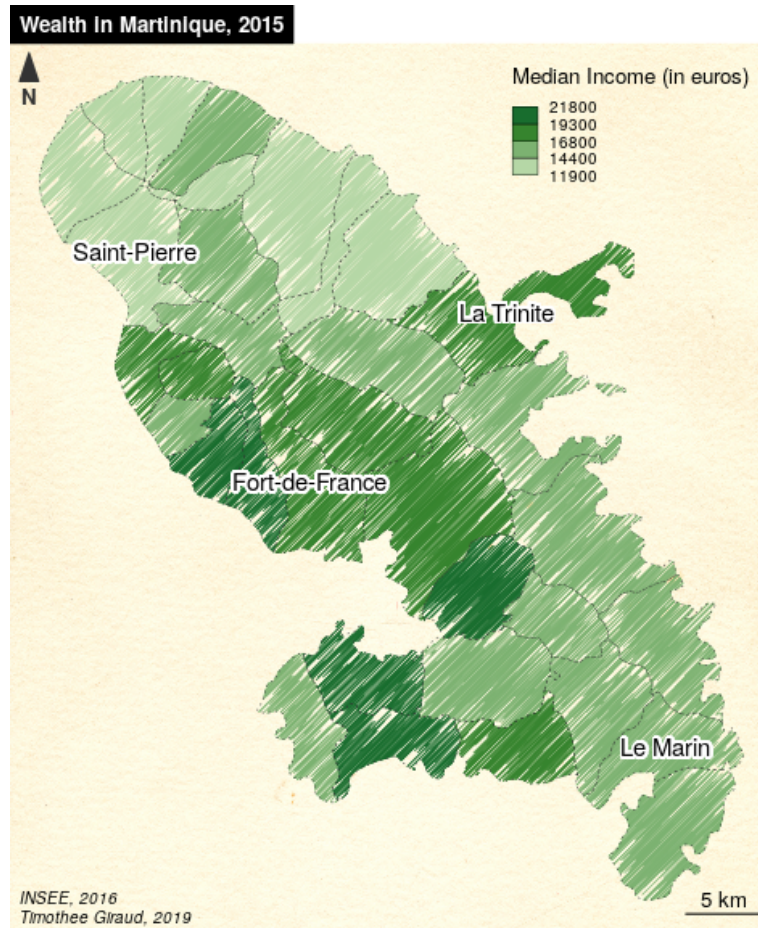 Wealth in Martinique, 2015
N
Median Income (in euros)
21800
19300
16800
14400
11900
Saint-Pierre
La Trinite
Fort-de-France
Le Marin
INSEE, 2016
Timothee Giraud, 2019
5 km